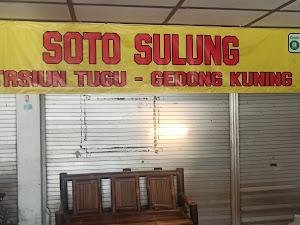 SOTO SULUNG
TASIUN TUGU - GEDONG KUNING